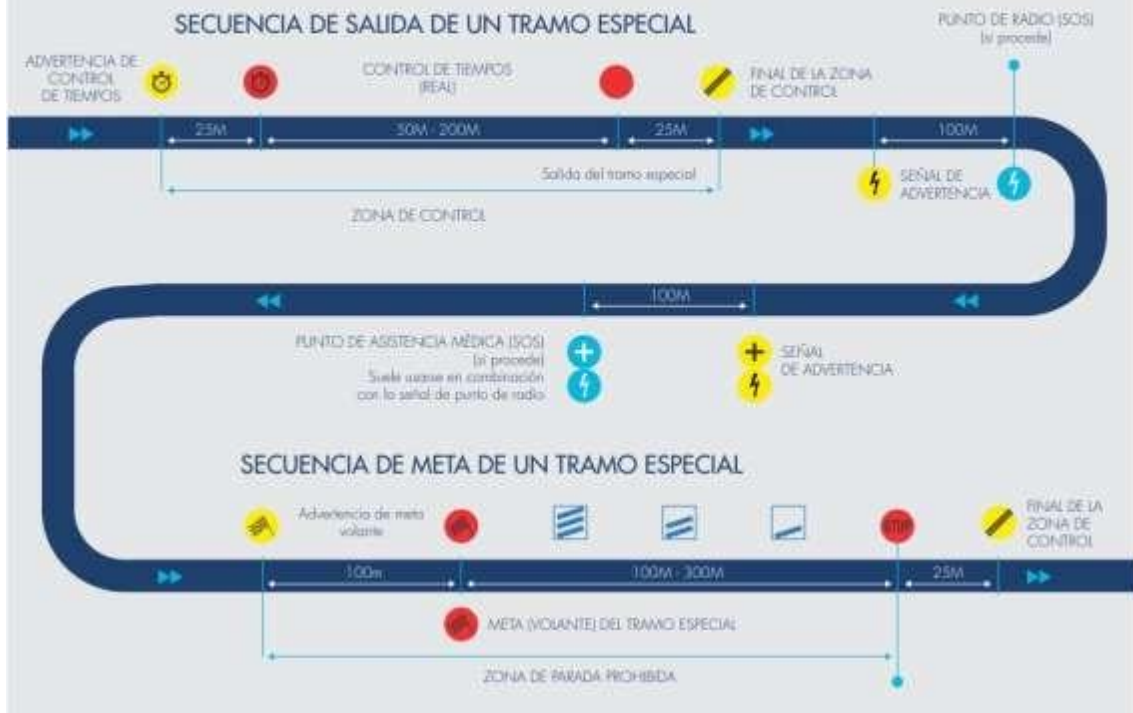 SECUENCIA DE SALIDA DE UN TRAMO ESPECIAL
PUNTO DE RADIO (SOS)
(si procede)
ADVERTENCIA DE
CONTROL
DE TIEMPOS
CONTROL DE TIEMPOS
(REAL)
FINAL DE LA ZONA
DE CONTROL
25M
50M - 200M
25M
100M
Salida del tramo especial
SEÑAL DE
ADVERTENCIA
ZONA DE CONTROL
100M
PUNTO DE ASISTENCIA MÉDICA (SOS)
(si procede)
Suele usarse en combinación
con la señal de punto de radio
SEÑAL
DE ADVERTENCIA
SECUENCIA DE META DE UN TRAMO ESPECIAL
Advertencia de meta
volante
STOP
FINAL DE LA
ZONA DE
CONTROL
100m
100M - 300M
25M
META (VOLANTE) DEL TRAMO ESPECIAL
ZONA DE PARADA PROHIBIDA